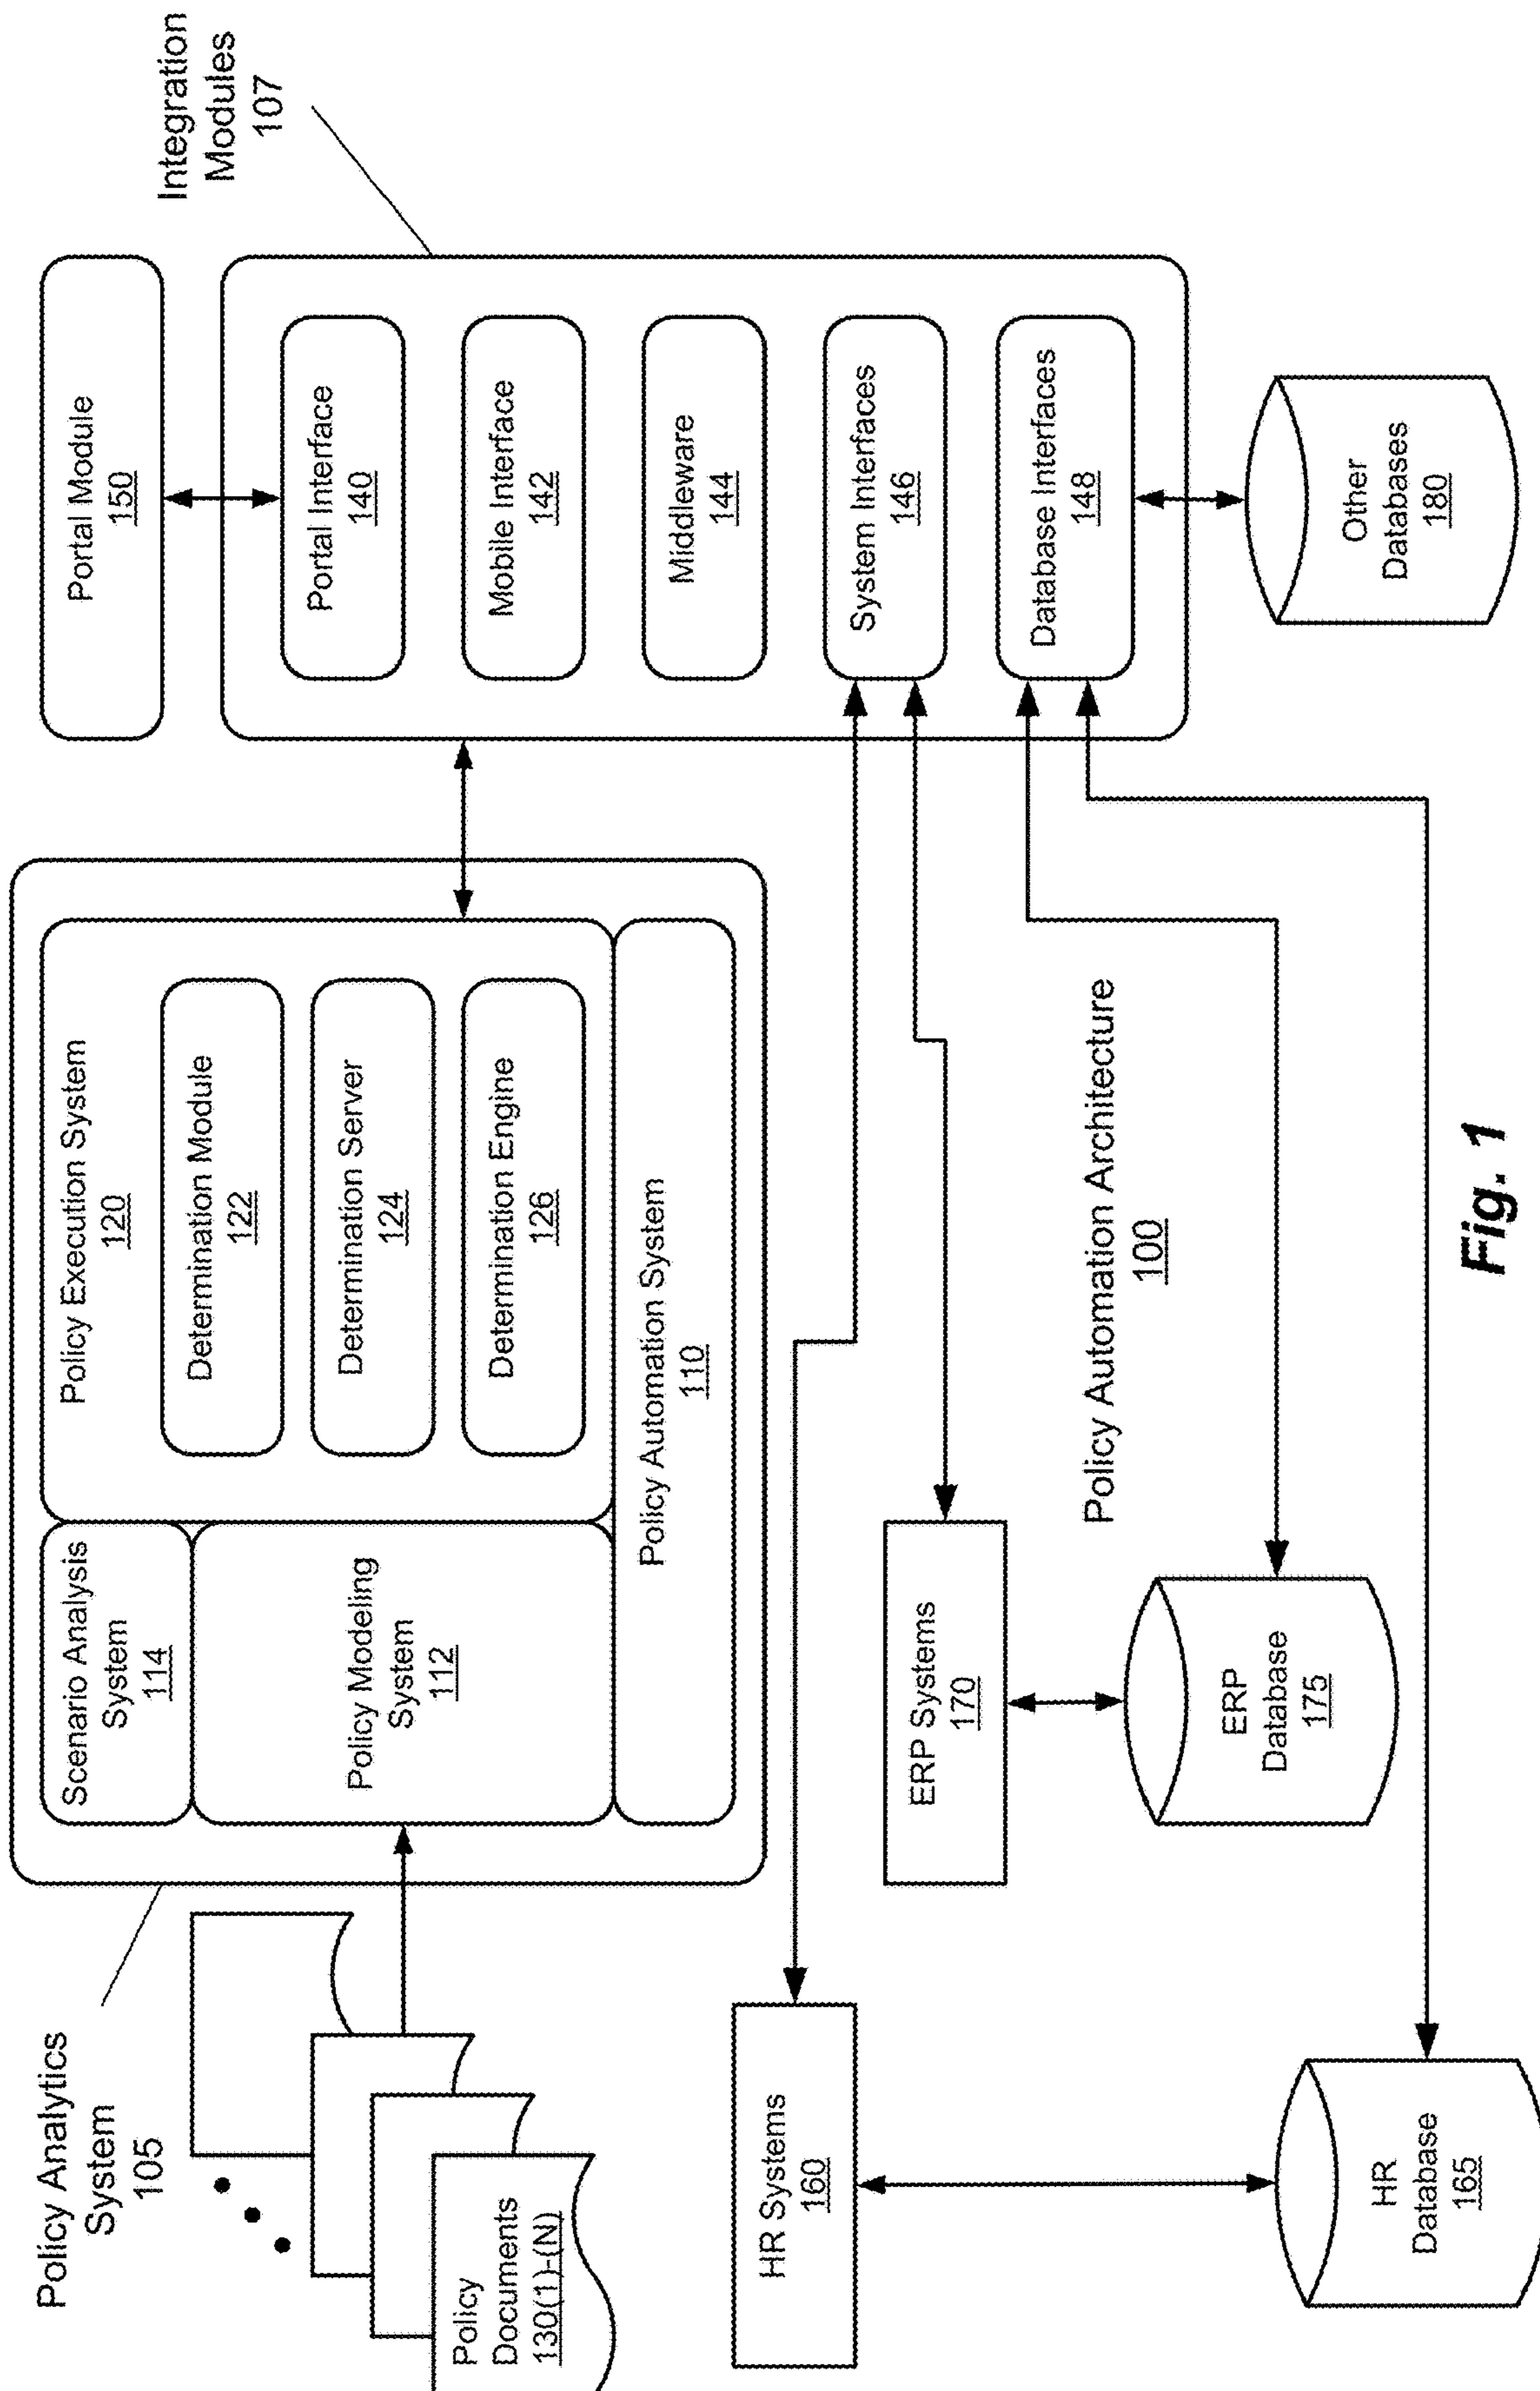 Policy Analytics
System
105
Scenario Analysis
System
114
Policy Modeling
System
112
Policy Execution System
120
Determination Module
122
Determination Server
124
Determination Engine
126
Policy Automation System
110
Policy
Documents
130(1)-(N)
Portal Module
150
Integration
Modules
107
Portal Interface
140
Mobile Interface
142
Middleware
144
System Interfaces
146
Database Interfaces
148
HR Systems
160
ERP Systems
170
HR
Database
165
ERP
Database
175
Other
Databases
180
Policy Automation Architecture
100
Fig. 1